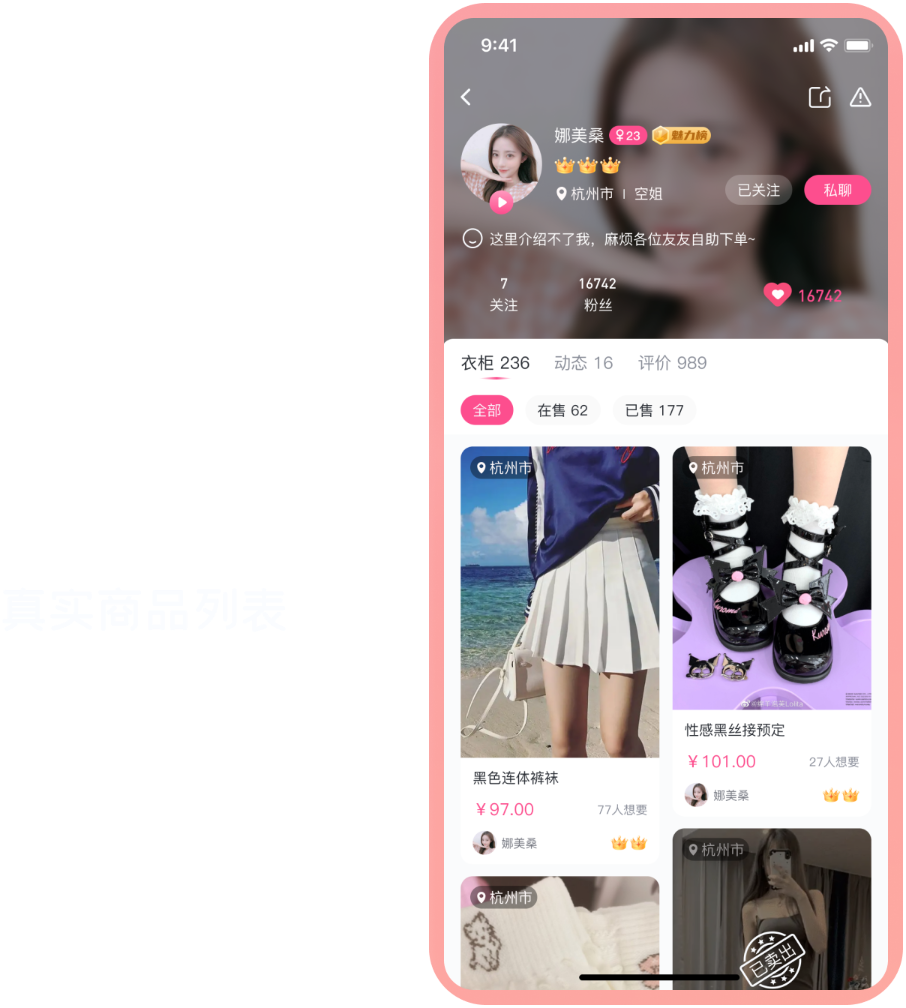 9:41
娜美桑 23 魅力榜
杭州市 | 空姐
已关注 私聊
这里介绍不了我，麻烦各位友友自助下单~
7 16742
关注 粉丝
16742
衣柜 236 动态 16 评价 989
全部 在售 62 已售 177
杭州市
黑色连体裤袜
￥97.00 77人想要
娜美桑
杭州市
杭州市
性感黑丝接预定
￥101.00 27人想要
娜美桑
杭州市
已卖出
真实商品列表